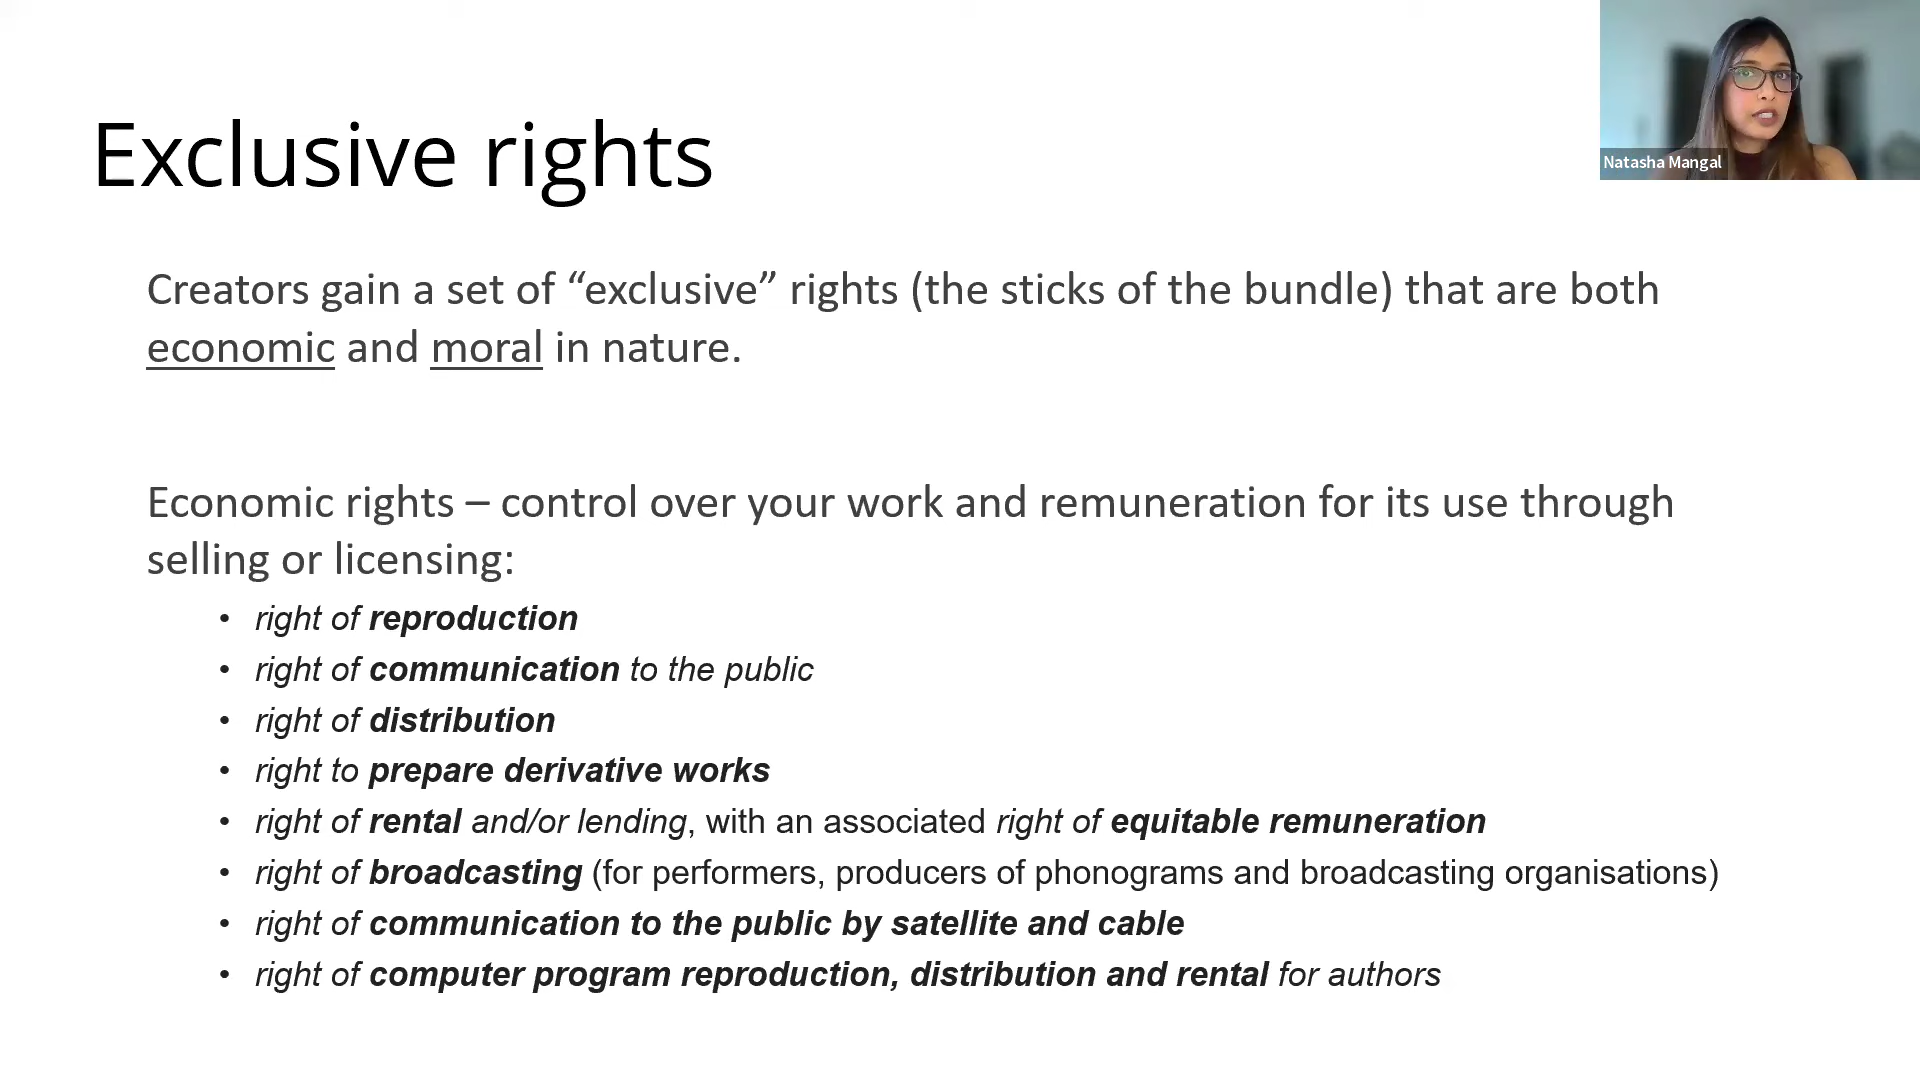 Exclusive rights
Natasha Mangal
Creators gain a set of “exclusive” rights (the sticks of the bundle) that are both
economic and moral in nature.
Economic rights – control over your work and remuneration for its use through
selling or licensing:
• right of reproduction
• right of communication to the public
• right of distribution
• right to prepare derivative works
• right of rental and/or lending, with an associated right of equitable remuneration
• right of broadcasting (for performers, producers of phonograms and broadcasting organisations)
• right of communication to the public by satellite and cable
• right of computer program reproduction, distribution and rental for authors